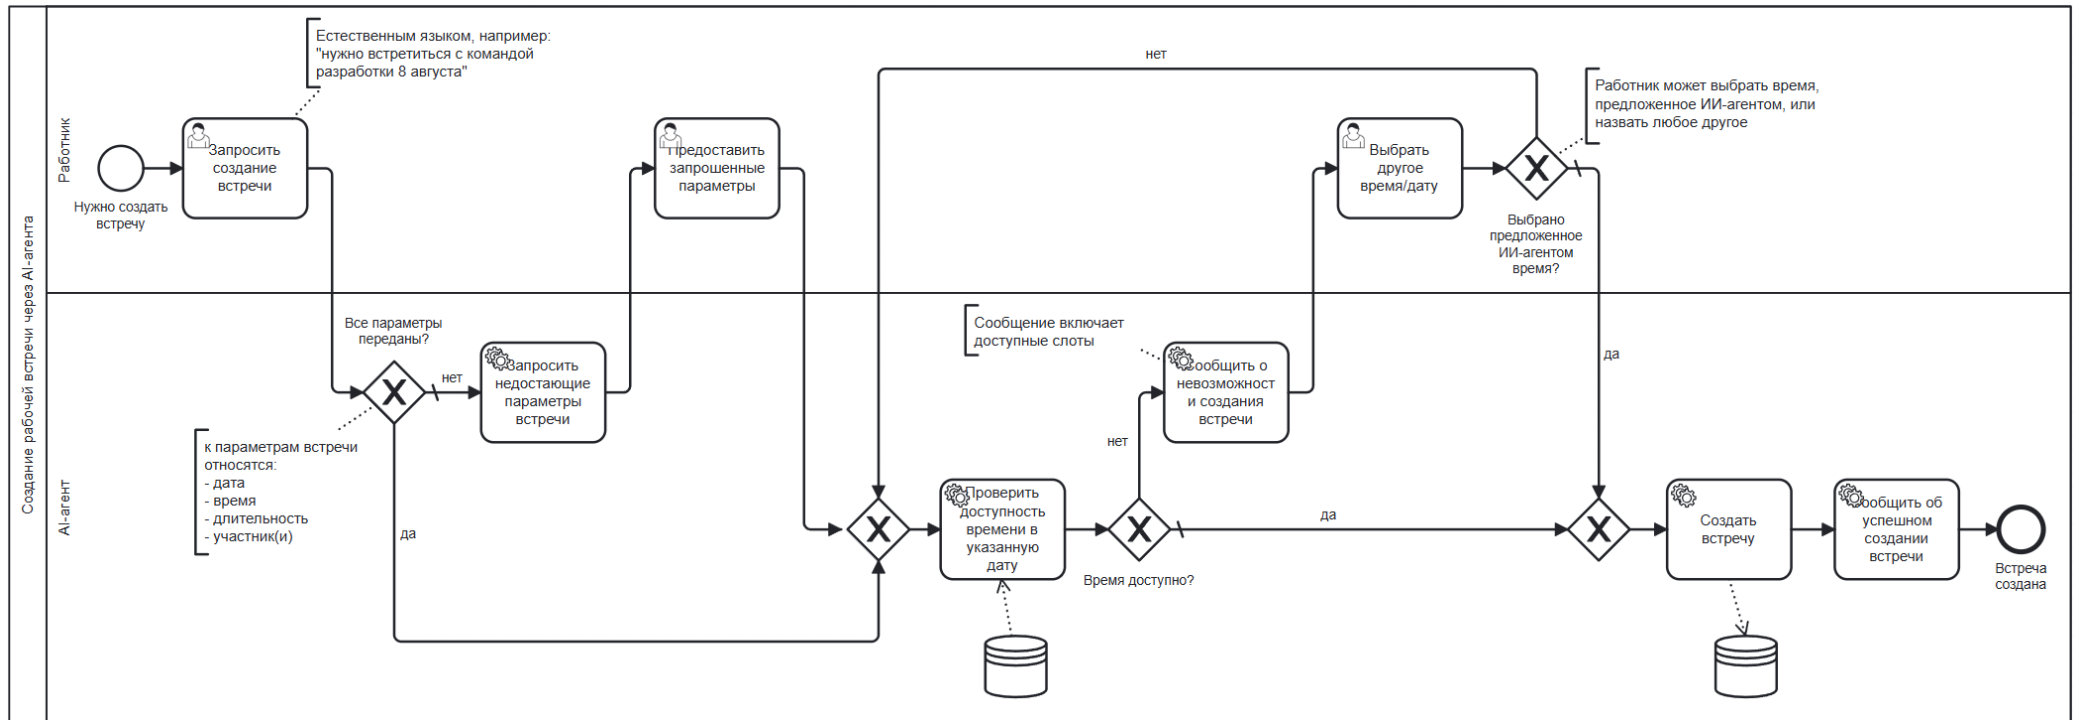 Создание рабочей встречи через AI-агента
Работник
Нужно создать
встречу
Запросить
создание
встречи
Естественным языком, например:
"нужно встретиться с командой
разработки 8 августа"
Предоставить
запрошенные
параметры
нет
Выбрать
другое
время/дату
Выбрано
предложенное
ИИ-агентом
время?
Работник может выбрать время,
предложенное ИИ-агентом, или
назвать любое другое
AI-агент
Все параметры
переданы?
нет
да
к параметрам встречи
относятся:
- дата
- время
- длительность
- участник(и)
Запросить
недостающие
параметры
встречи
Проверить
доступность
времени в
указанную
дату
Время доступно?
нет
да
Сообщение включает
доступные слоты
Сообщить о
невозможност
и создания
встречи
да
Создать
встречу
Сообщить об
успешном
создании
встречи
Встреча
создана